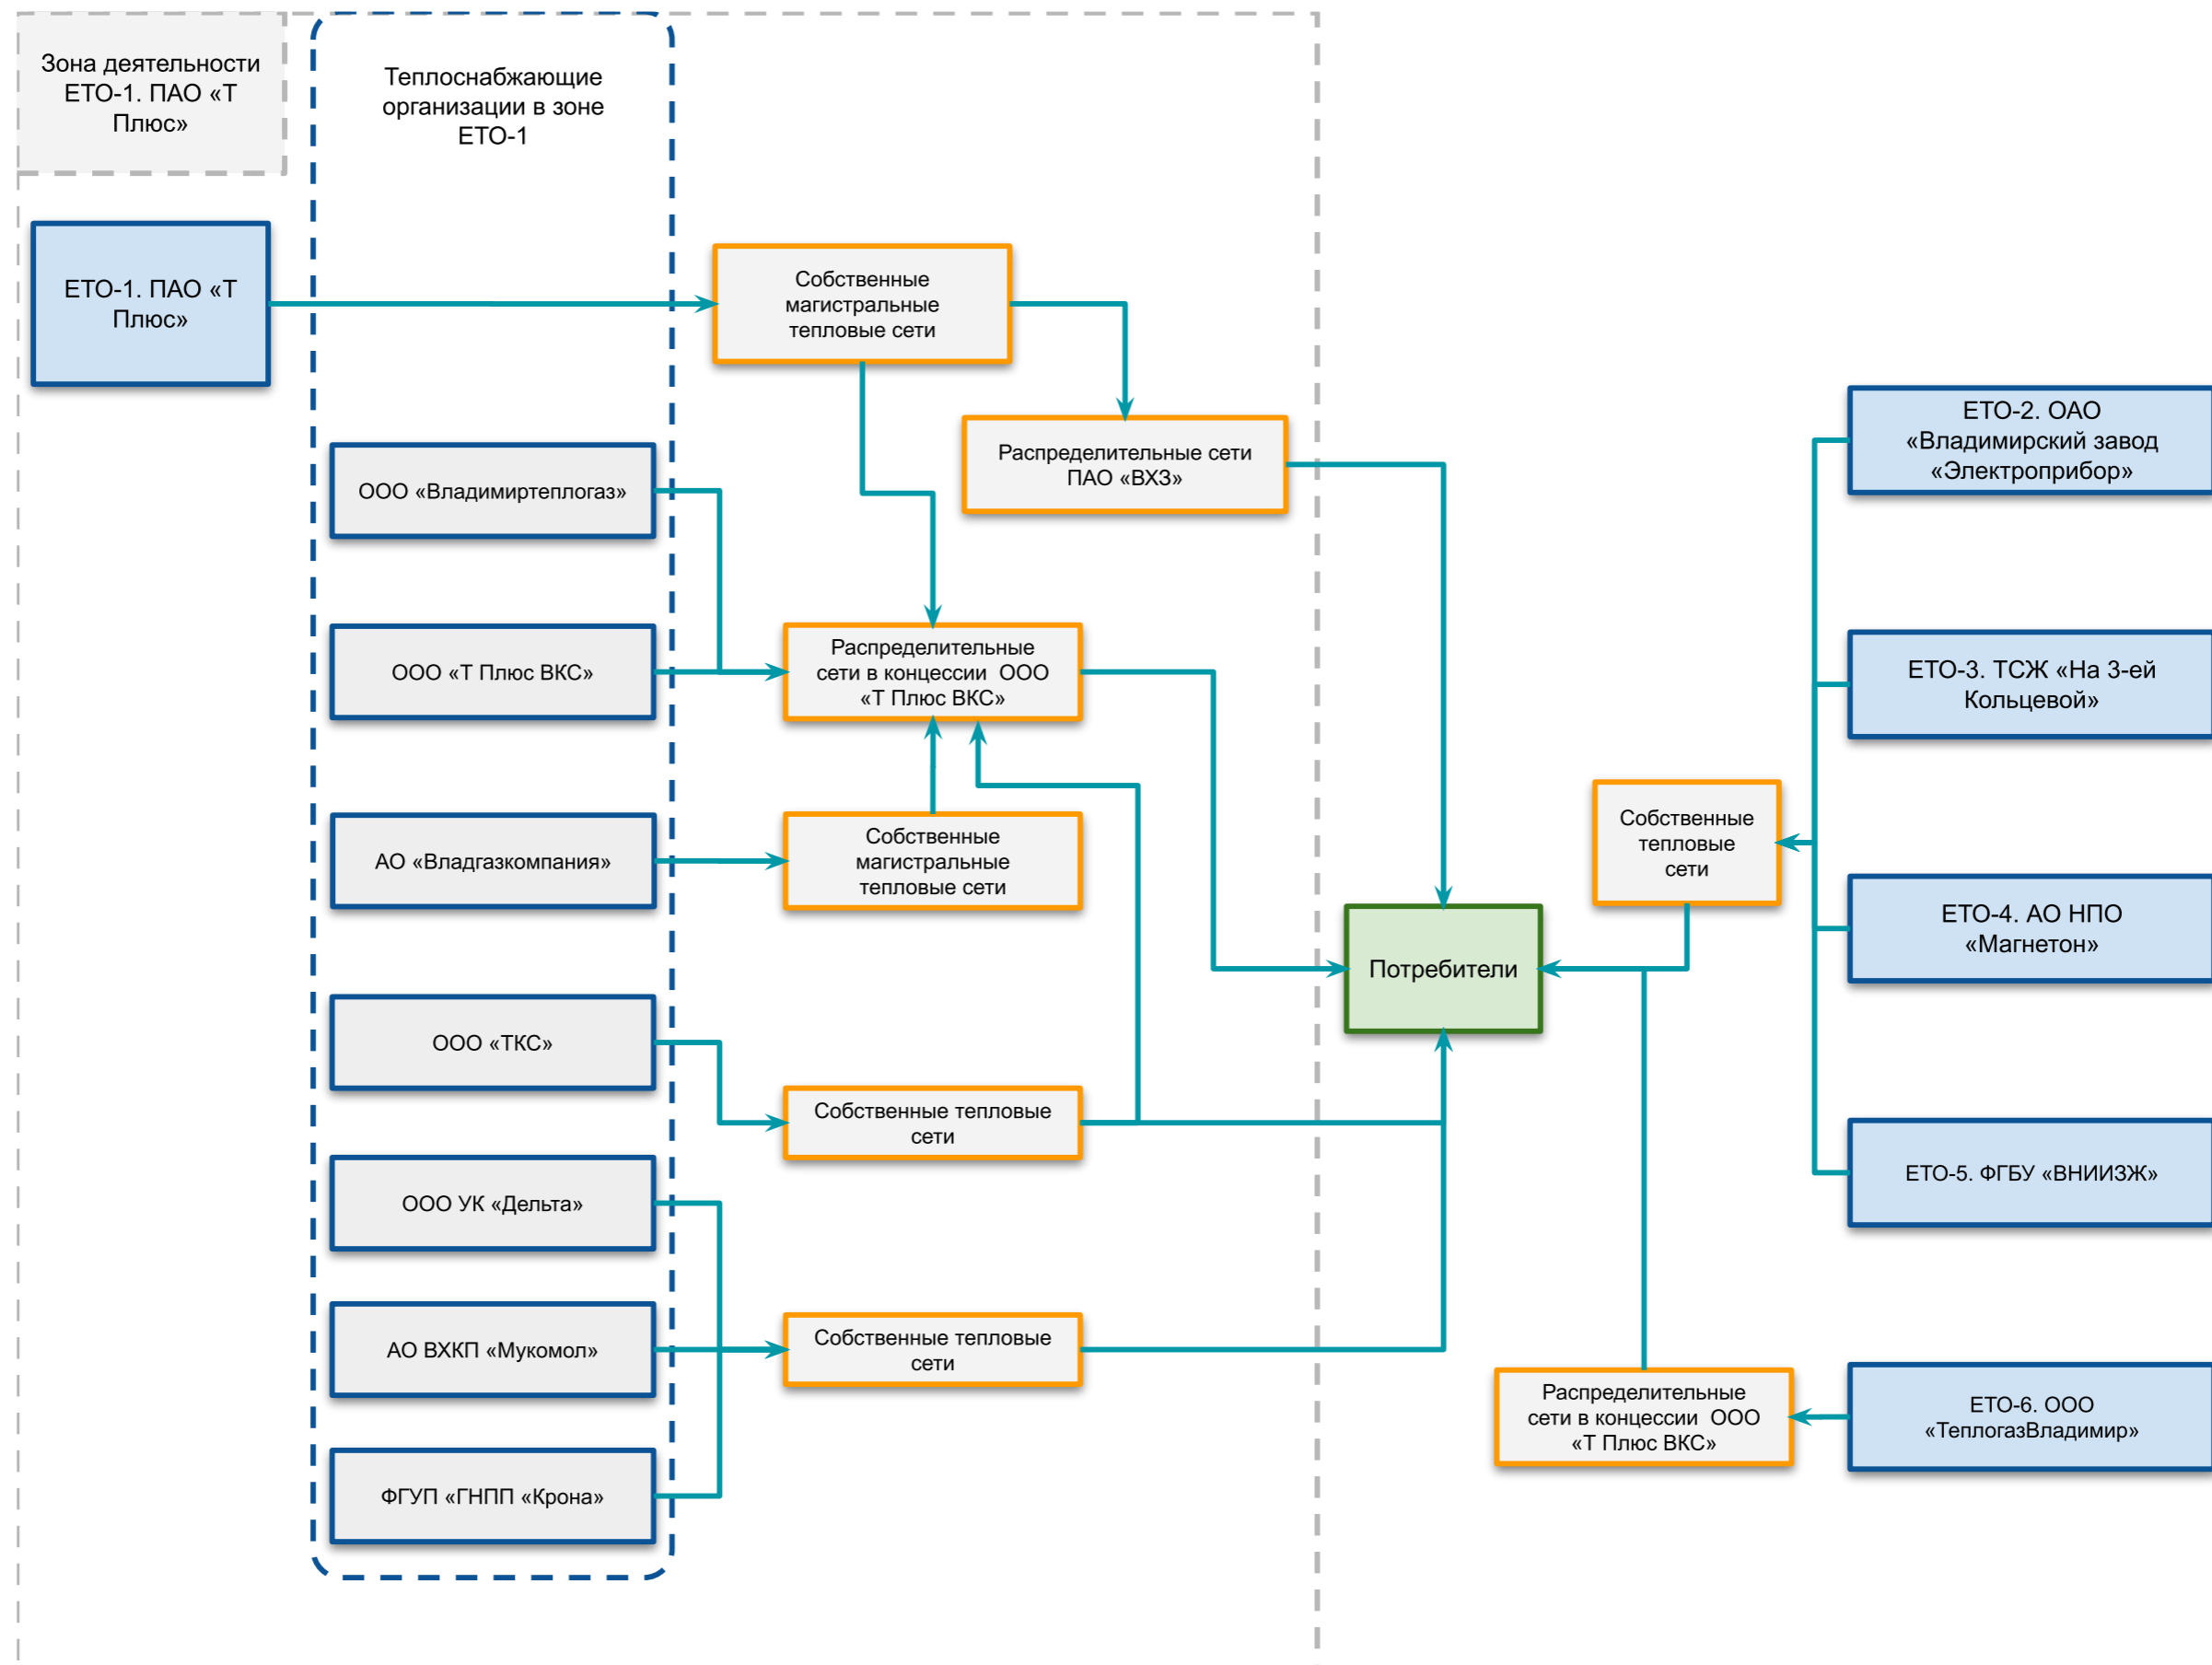 Зона деятельности
ЕТО-1. ПАО «Т
Плюс»
Теплоснабжающие
организации в зоне
ЕТО-1
ЕТО-1. ПАО «Т
Плюс»
Собственные
магистральные
тепловые сети
Распределительные сети
ПАО «ВХЗ»
ООО «Владимиртеплогаз»
ООО «Т Плюс ВКС»
Распределительные
сети в концессии  ООО
«Т Плюс ВКС»
АО «Владгазкомпания»
Собственные
магистральные
тепловые сети
ООО «ТКС»
Собственные тепловые
сети
ООО УК «Дельта»
АО ВХКП «Мукомол»
Собственные тепловые
сети
ФГУП «ГНПП «Крона»
Потребители
Собственные
тепловые
сети
Распределительные
сети в концессии  ООО
«Т Плюс ВКС»
ЕТО-2. ОАО
«Владимирский завод
«Электроприбор»
ЕТО-3. ТСЖ «На 3-ей
Кольцевой»
ЕТО-4. АО НПО
«Магнетон»
ЕТО-5. ФГБУ «ВНИИЗЖ»
ЕТО-6. ООО
«ТеплогазВладимир»